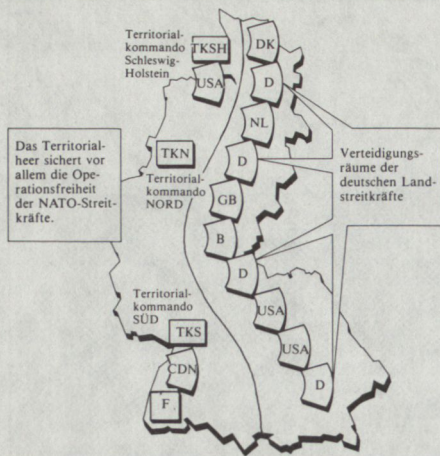 Territorial-
kommando
Schleswig-
Holstein
TKSH
USA
DK
D
NL
D
GB
B
D
USA
USA
D
Das Territorial-
heer sichert vor
allem die Ope-
rationsfreiheit
der NATO-Streit-
kräfte.
TKN
Territorial-
kommando
NORD
Verteidigungs-
räume der
deutschen Land-
streitkräfte
Territorial-
kommando
SÜD
TKS
CDN
F